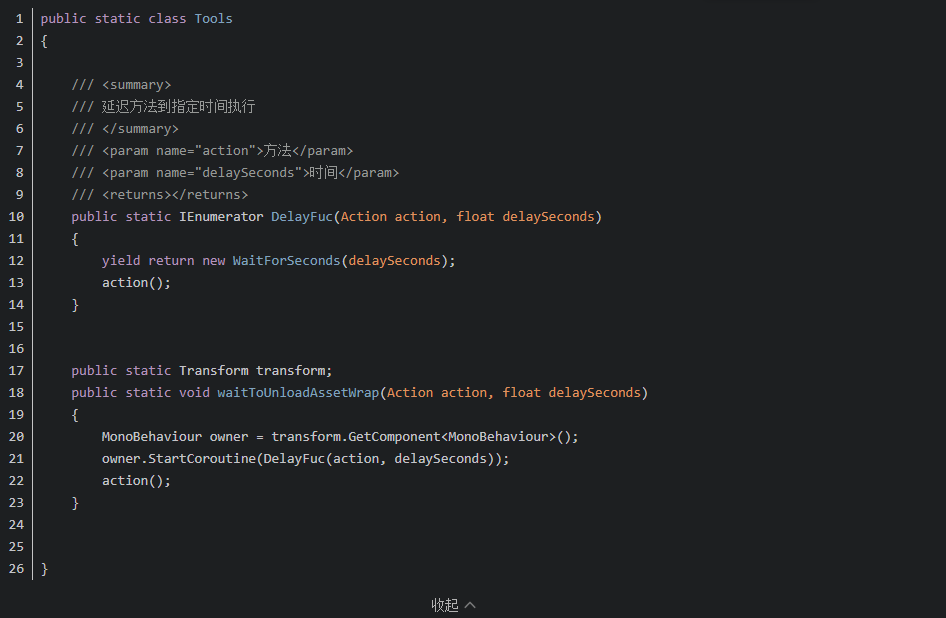 1 public static class Tools
2 {
3
4 /// <summary>
5 /// 延迟方法到指定时间执行
6 /// </summary>
7 /// <param name="action">方法</param>
8 /// <param name="delaySeconds">时间</param>
9 /// <returns></returns>
10 public static IEnumerator DelayFuc(Action action, float delaySeconds)
11 {
12 yield return new WaitForSeconds(delaySeconds);
13 action();
14 }
15
16
17 public static Transform transform;
18 public static void waitToUnloadAssetWrap(Action action, float delaySeconds)
19 {
20 MonoBehaviour owner = transform.GetComponent<MonoBehaviour>();
21 owner.StartCoroutine(DelayFuc(action, delaySeconds));
22 action();
23 }
24
25
26 }
收起